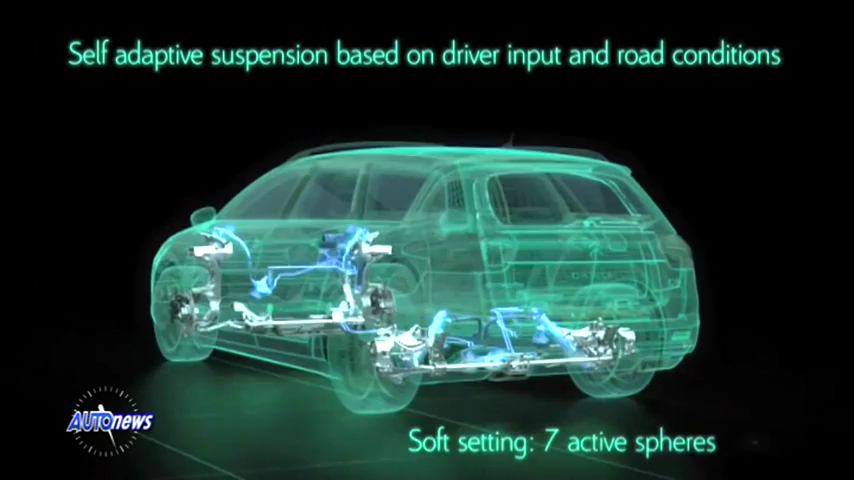 Self adaptive suspension based on driver input and road conditions
AUTOnews
Soft setting: 7 active spheres